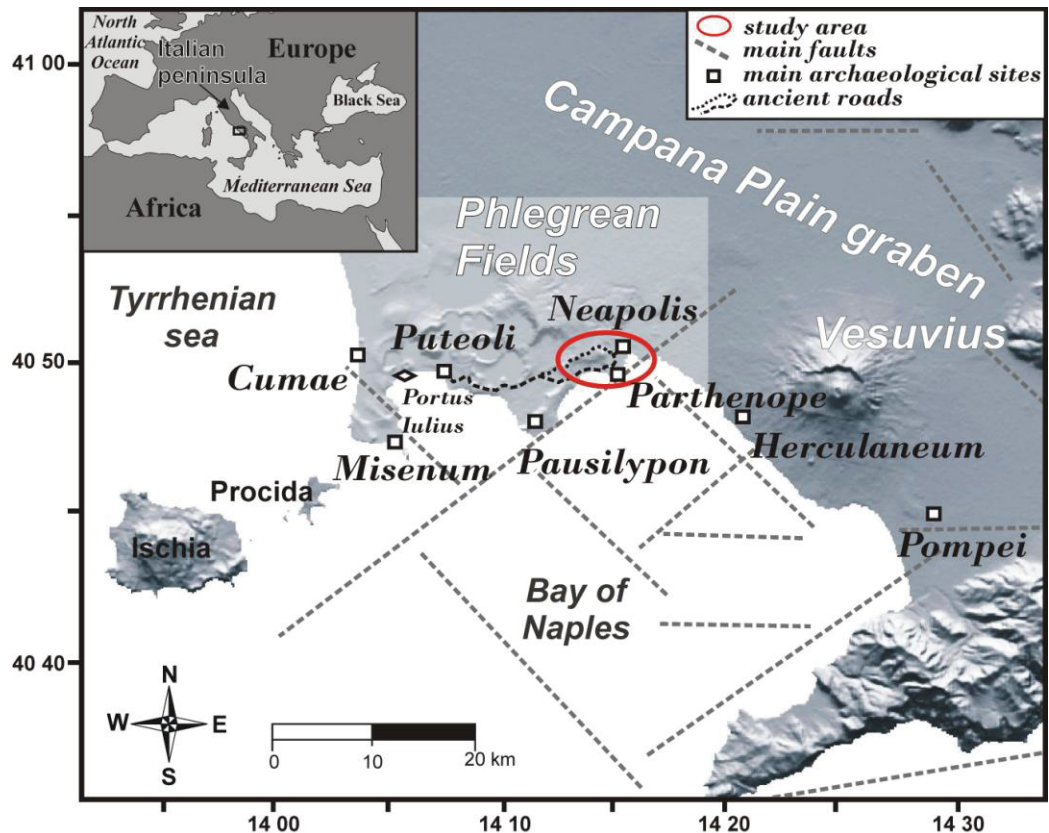 North
Atlantic
Ocean
Europe
Italian
peninsula
Black Sea
Mediterranean Sea
Africa
study area
main faults
main archaeological sites
ancient roads
41 00
Campana Plain graben
Phlegrean
Fields
Tyrrhenian
sea
Neapolis
Vesuvius
Puteoli
40 50
Cumae
Portus
Iulius
Parthenope
Misenum
Pausilypon
Herculaneum
Procida
Ischia
Pompei
Bay of
Naples
40 40
N
W E
S
0 10 20 km
14 00 14 10 14 20 14 30